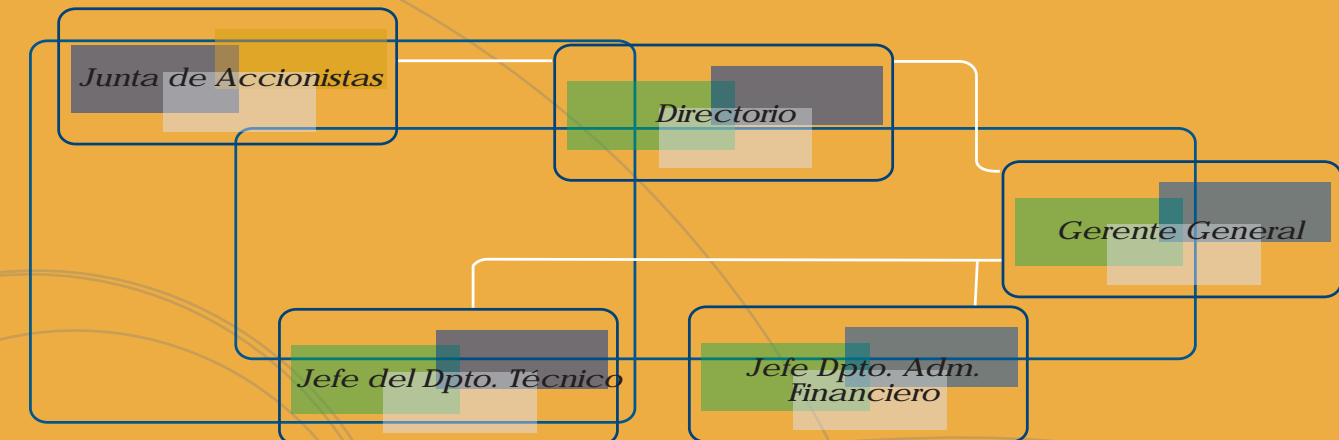 Junta de Accionistas
Directorio
Gerente General
Jefe del Dpto. Técnico
Jefe Dpto. Adm.
Financiero